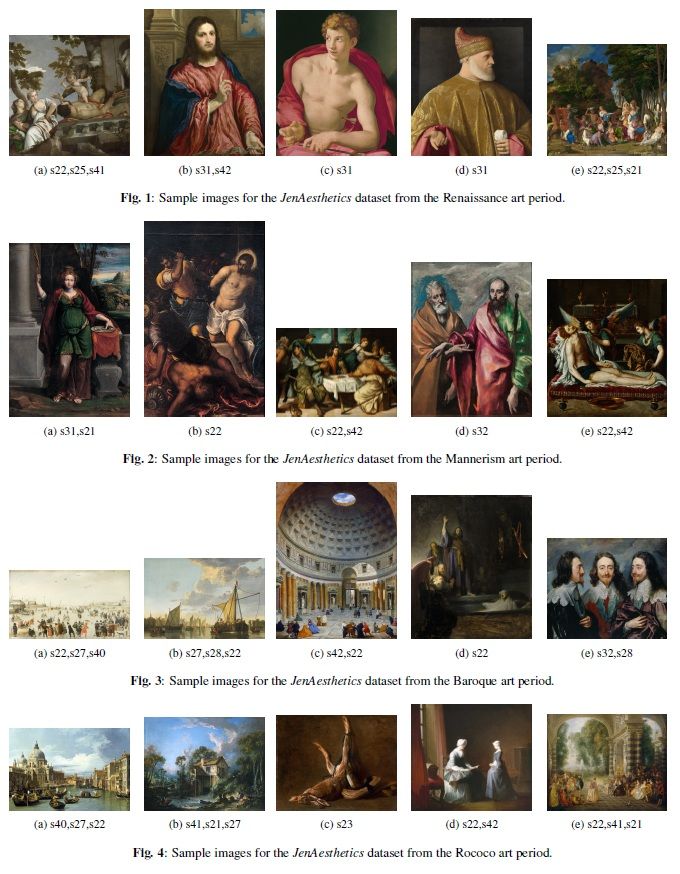 (a) s22,s25,s41 (b) s31,s42 (c) s31 (d) s31 (e) s22,s25,s21
Fig. 1: Sample images for the JenAesthetics dataset from the Renaissance art period.
(a) s31,s21 (b) s22 (c) s22,s42 (d) s32 (e) s22,s42
Fig. 2: Sample images for the JenAesthetics dataset from the Mannerism art period.
(a) s22,s27,s40 (b) s27,s28,s22 (c) s42,s22 (d) s22 (e) s32,s28
Fig. 3: Sample images for the JenAesthetics dataset from the Baroque art period.
(a) s40,s27,s22 (b) s41,s21,s27 (c) s23 (d) s22,s42 (e) s22,s41,s21
Fig. 4: Sample images for the JenAesthetics dataset from the Rococo art period.